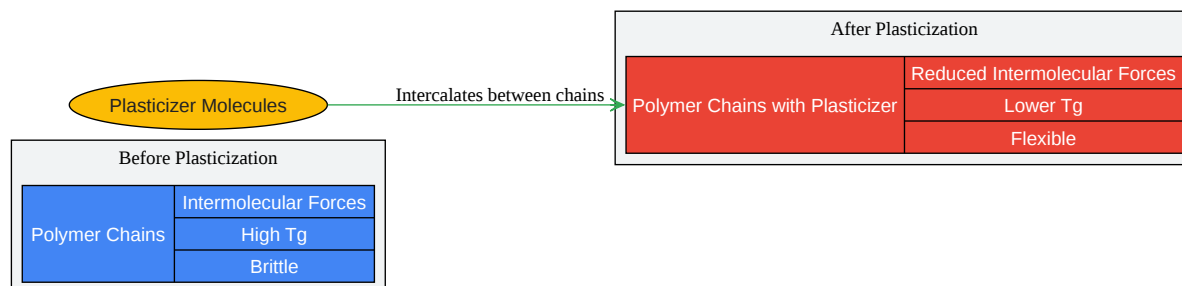 After Plasticization
Polymer Chains with Plasticizer
Reduced Intermolecular Forces
Lower Tg
Flexible
Plasticizer Molecules
Intercalates between chains
Before Plasticization
Polymer Chains
Intermolecular Forces
High Tg
Brittle